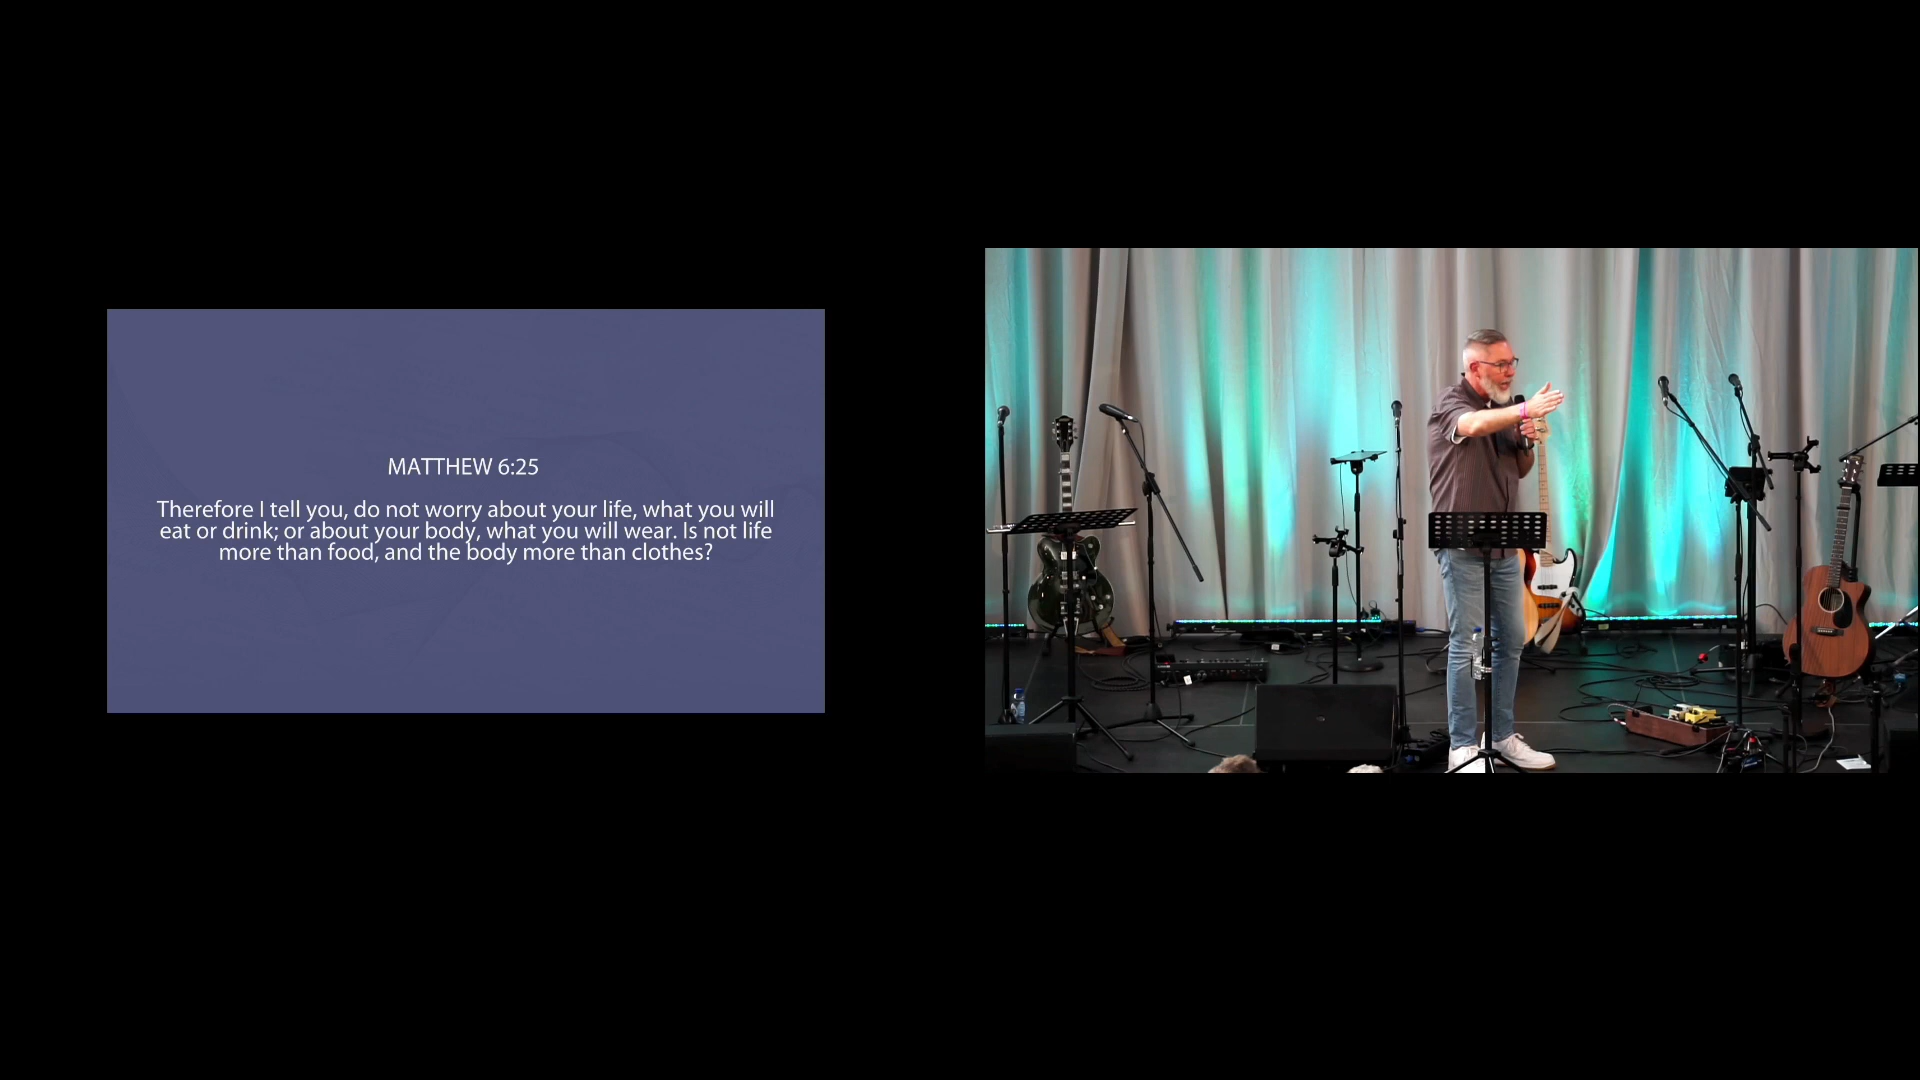 MATTHEW 6:25
Therefore I tell you, do not worry about your life, what you will
eat or drink; or about your body, what you will wear. Is not life
more than food, and the body more than clothes?